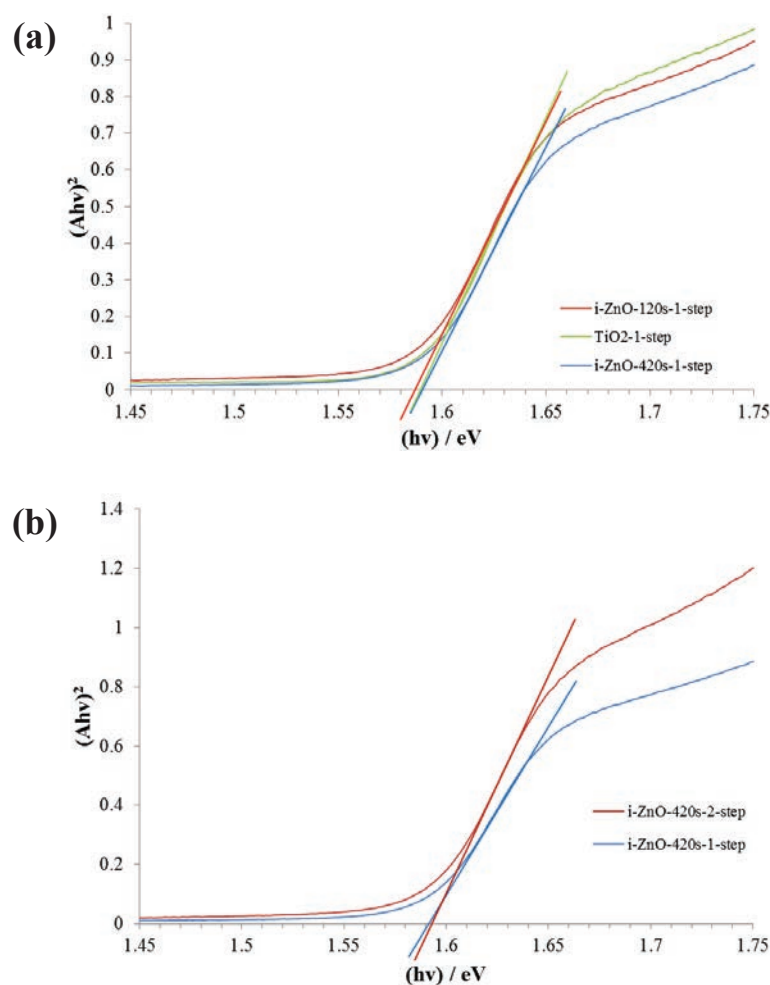 (a)
1
0.9
0.8
0.7
0.6
0.5
0.4
0.3
0.2
0.1
0
(Ahv)²
1.45 1.5 1.55 1.6 1.65 1.7 1.75
(hv) / eV
i-ZnO-120s-1-step
TiO2-1-step
i-ZnO-420s-1-step
(b)
1.4
1.2
1
0.8
0.6
0.4
0.2
0
(Ahv)²
1.45 1.5 1.55 1.6 1.65 1.7 1.75
(hv) / eV
i-ZnO-420s-2-step
i-ZnO-420s-1-step